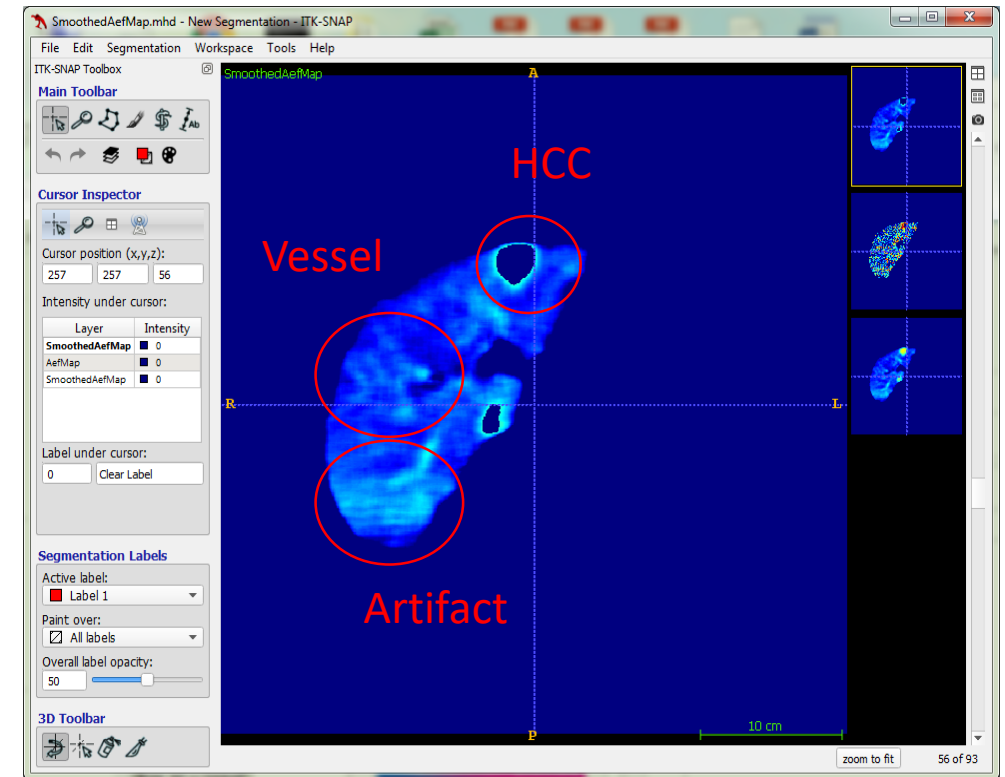 SmoothedAefMap.mhd - New Segmentation - ITK-SNAP
File Edit Segmentation Workspace Tools Help
ITK-SNAP Toolbox
Main Toolbar
Ab
Cursor Inspector
Cursor position (x,y,z):
257 257 56
Intensity under cursor:
Layer Intensity
SmoothedAefMap 0
AefMap 0
SmoothedAefMap 0
Label under cursor:
0 Clear Label
Segmentation Labels
Active label:
Label 1
Paint over:
All labels
Overall label opacity:
50
3D Toolbar
SmoothedAefMap
A
HCC
Vessel
R
L
Artifact
10 cm
P
zoom to fit
56 of 93